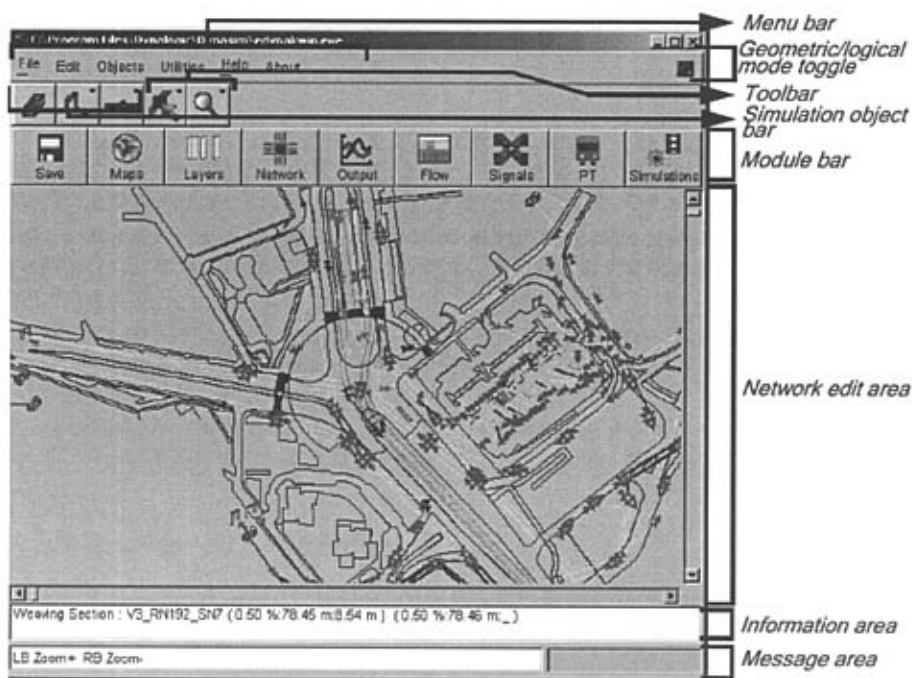 Menu bar
Geometric/logical
mode toggle
File Edit Objects Utilities Help About
Toolbar
Simulation object
bar
Save Maps Layers Network Output Flow Signals PT Simulations
Module bar
Network edit area
Weaving Section : V3_RN192_SN7 ( 0.50 %:78.45 m:8.54 m ) ( 0.50 %:78.46 m:_ )
Information area
LB Zoom+ RB Zoom-
Message area